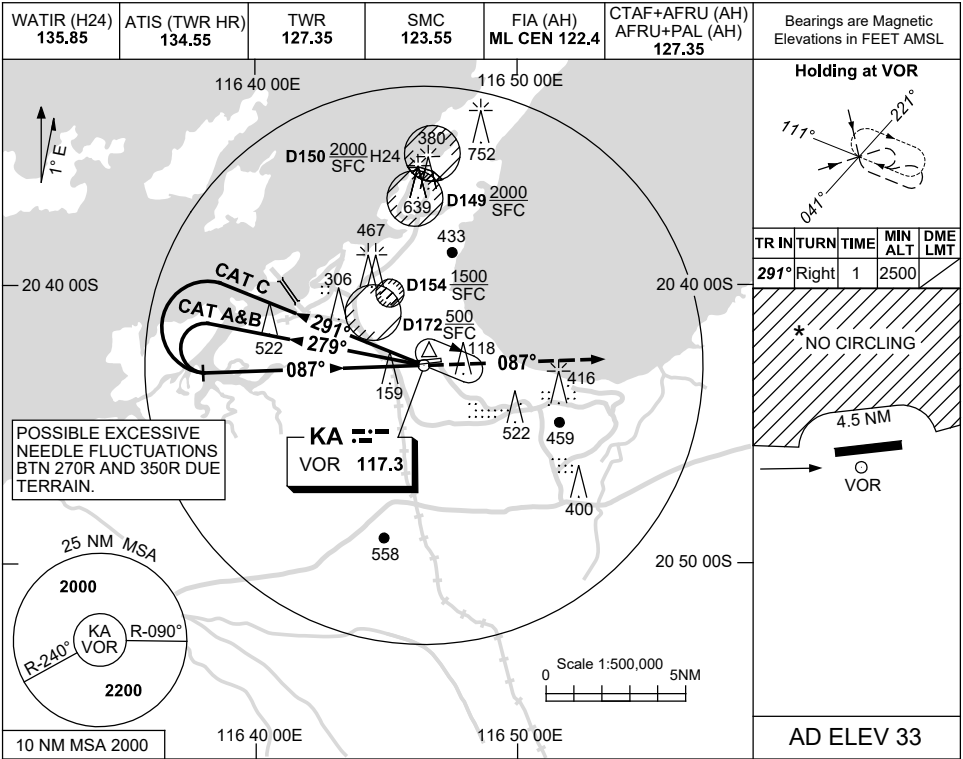 WATIR (H24)
135.85
ATIS (TWR HR)
134.55
TWR
127.35
SMC
123.55
FIA (AH)
ML CEN 122.4
CTAF+AFRU (AH)
AFRU+PAL (AH)
127.35
Bearings are Magnetic
Elevations in FEET AMSL
116 40 00E
116 50 00E
1° E
D150 2000 H24
SFC
380
752
639
D149 2000
SFC
467
433
306
D154 1500
SFC
20 40 00S
20 40 00S
CAT C
CAT A&B
291°
279°
087°
522
D172 500
SFC
118
087°
159
416
522
459
400
KA
VOR 117.3
POSSIBLE EXCESSIVE
NEEDLE FLUCTUATIONS
BTN 270R AND 350R DUE
TERRAIN.
558
20 50 00S
25 NM MSA
2000
KA
VOR
R-090°
R-240°
2200
10 NM MSA 2000
Scale 1:500,000
0
5NM
116 40 00E
116 50 00E
Holding at VOR
111°
221°
041°
TR IN
TURN
TIME
MIN
ALT
DME
LMT
291°
Right
1
2500
*NO CIRCLING
4.5 NM
VOR
AD ELEV 33